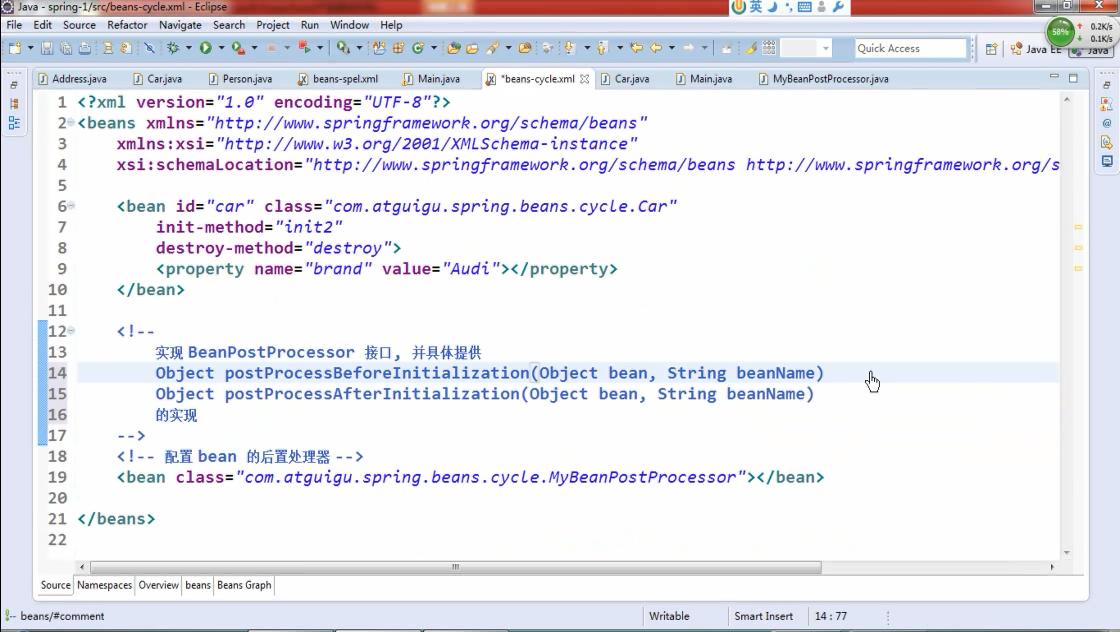 Java - spring-1/src/beans-cycle.xml - Eclipse
英
File Edit Source Refactor Navigate Search Project Run Window Help
58%
0.2K/s
0.1K/s
Quick Access
Java EE
Java
Address.java Car.java Person.java beans-spel.xml Main.java *beans-cycle.xml Car.java Main.java MyBeanPostProcessor.java
1 <?xml version="1.0" encoding="UTF-8"?>
2 <beans xmlns="http://www.springframework.org/schema/beans"
3 xmlns:xsi="http://www.w3.org/2001/XMLSchema-instance"
4 xsi:schemaLocation="http://www.springframework.org/schema/beans http://www.springframework.org/s
5
6 <bean id="car" class="com.atguigu.spring.beans.cycle.Car"
7 init-method="init2"
8 destroy-method="destroy">
9 <property name="brand" value="Audi"></property>
10 </bean>
11
12 <!--
13 实现 BeanPostProcessor 接口, 并具体提供
14 Object postProcessBeforeInitialization(Object bean, String beanName)
15 Object postProcessAfterInitialization(Object bean, String beanName)
16 的实现
17 -->
18 <!-- 配置 bean 的后置处理器 -->
19 <bean class="com.atguigu.spring.beans.cycle.MyBeanPostProcessor"></bean>
20
21 </beans>
22
Source Namespaces Overview beans Beans Graph
beans/#comment Writable Smart Insert 14 : 77